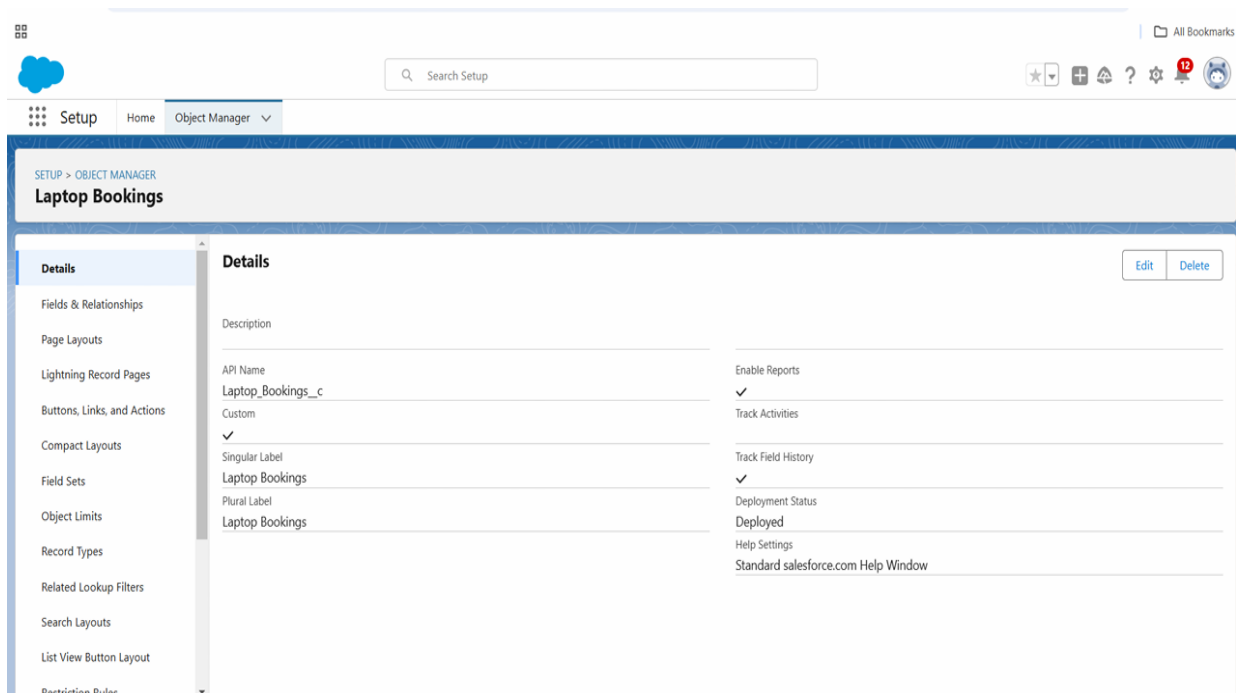 All Bookmarks
Search Setup
12
Setup
Home
Object Manager
SETUP > OBJECT MANAGER
Laptop Bookings
Details
Fields & Relationships
Page Layouts
Lightning Record Pages
Buttons, Links, and Actions
Compact Layouts
Field Sets
Object Limits
Record Types
Related Lookup Filters
Search Layouts
List View Button Layout
Restriction Rules
Details
Edit
Delete
Description
API Name
Laptop_Bookings__c
Custom
Singular Label
Laptop Bookings
Plural Label
Laptop Bookings
Enable Reports
Track Activities
Track Field History
Deployment Status
Deployed
Help Settings
Standard salesforce.com Help Window